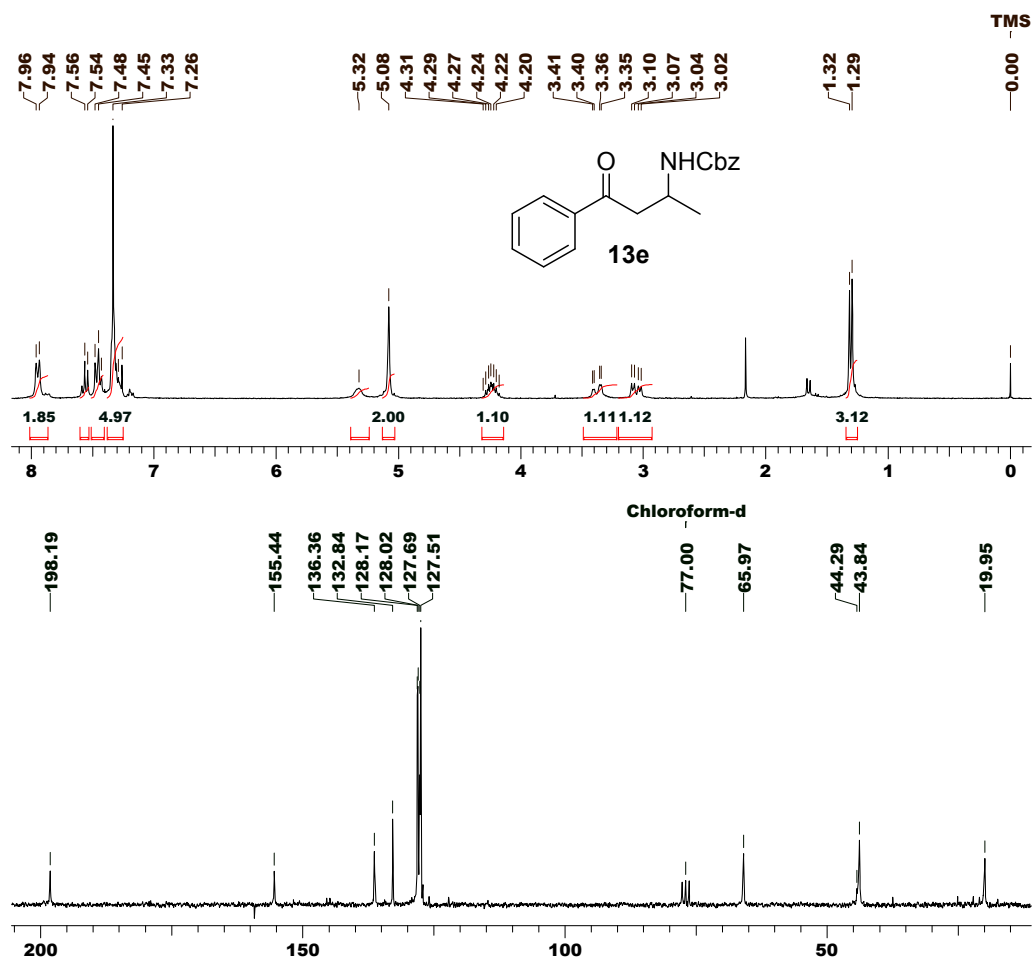 TMS
7.96 7.94 7.56 7.54 7.48 7.45 7.33 7.26 5.32 5.08 4.31 4.29 4.27 4.24 4.22 4.20 3.41 3.40 3.36 3.35 3.10 3.07 3.04 3.02 1.32 1.29 0.00
O NHCbz
13e
1.85 4.97 2.00 1.10 1.11 1.12 3.12
8 7 6 5 4 3 2 1 0
Chloroform-d
198.19 155.44 136.36 132.84 128.17 128.02 127.69 127.51 77.00 65.97 44.29 43.84 19.95
200 150 100 50